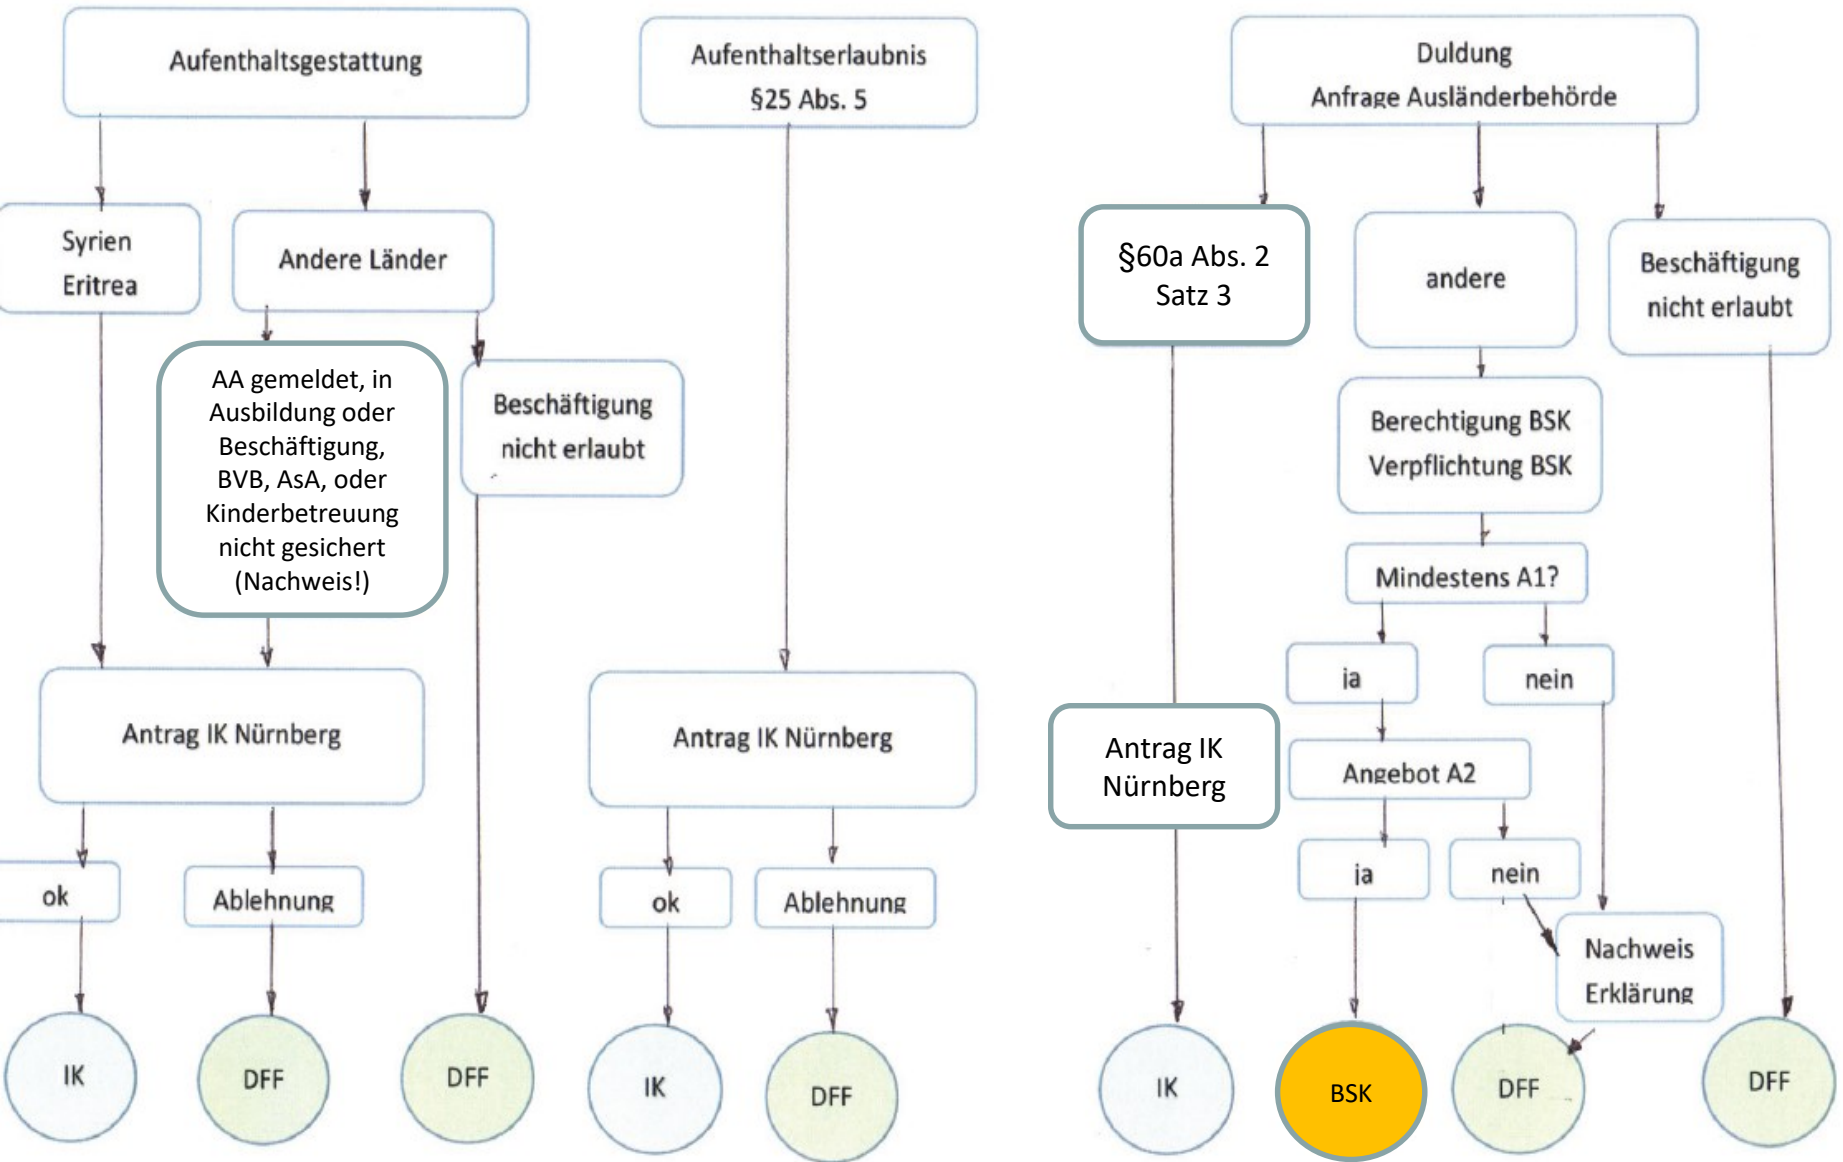 Aufenthaltsgestattung
Aufenthaltserlaubnis
§25 Abs. 5
Duldung
Anfrage Ausländerbehörde
Syrien
Eritrea
Andere Länder
§60a Abs. 2
Satz 3
andere
Beschäftigung
nicht erlaubt
AA gemeldet, in
Ausbildung oder
Beschäftigung,
BVB, AsA, oder
Kinderbetreuung
nicht gesichert
(Nachweis!)
Beschäftigung
nicht erlaubt
Berechtigung BSK
Verpflichtung BSK
Mindestens A1?
ja
nein
Antrag IK Nürnberg
Antrag IK Nürnberg
Antrag IK
Nürnberg
Angebot A2
ok
Ablehnung
ok
Ablehnung
ja
nein
Nachweis
Erklärung
IK
DFF
DFF
IK
DFF
IK
BSK
DFF
DFF